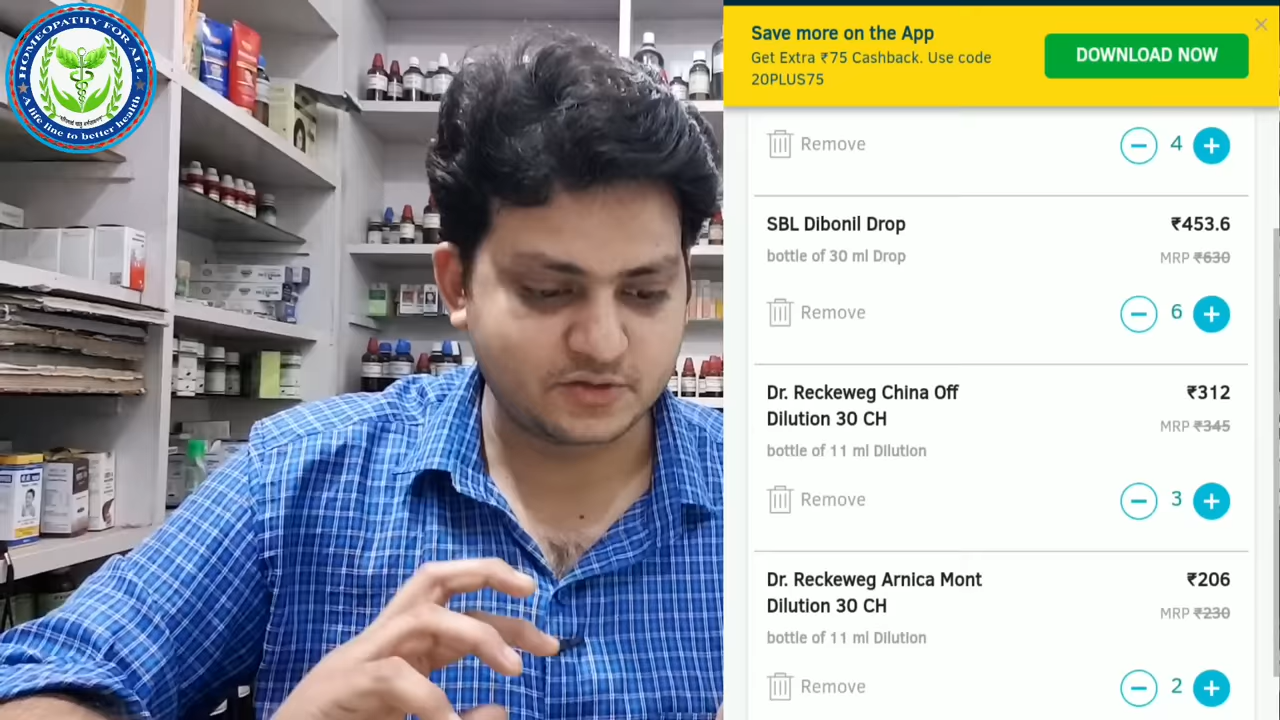 HOMEOPATHY FOR ALL
A life line to better health
Save more on the App
Get Extra ₹75 Cashback. Use code
20PLUS75
DOWNLOAD NOW
Remove
4
SBL Dibonil Drop
₹453.6
bottle of 30 ml Drop
MRP ₹630
Remove
6
Dr. Reckeweg China Off
Dilution 30 CH
₹312
MRP ₹345
bottle of 11 ml Dilution
Remove
3
Dr. Reckeweg Arnica Mont
Dilution 30 CH
₹206
MRP ₹230
bottle of 11 ml Dilution
Remove
2